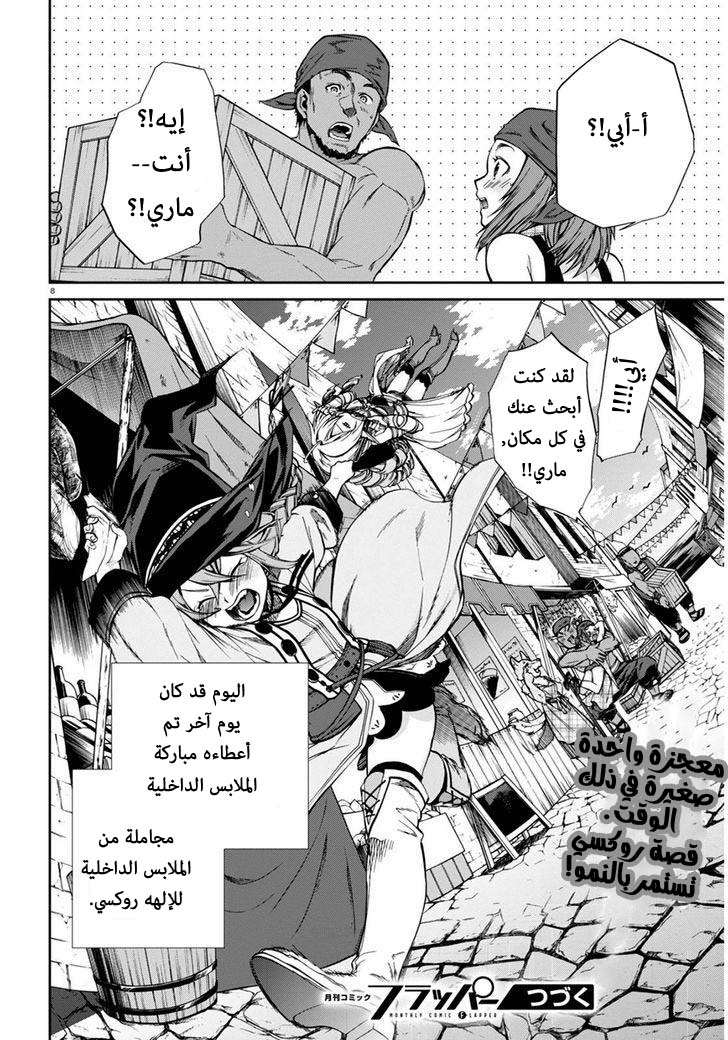 أ-أبي!؟
إيه!؟
أنت--
ماري!؟
8
أبي!!!!
لقد كنت
أبحث عنك
في كل مكان,
ماري!!
اليوم قد كان
يوم آخر تم
أعطاءه مباركة
الملابس الداخلية
مجاملة من
الملابس الداخلية
للإلهه روكسي.
معجزة واحدة
صغيرة في ذلك
الوقت.
قصة روكسي
تستمر بالنمو!
月刊コミック フラッパー つづく
MONTHLY COMIC FLAPPER